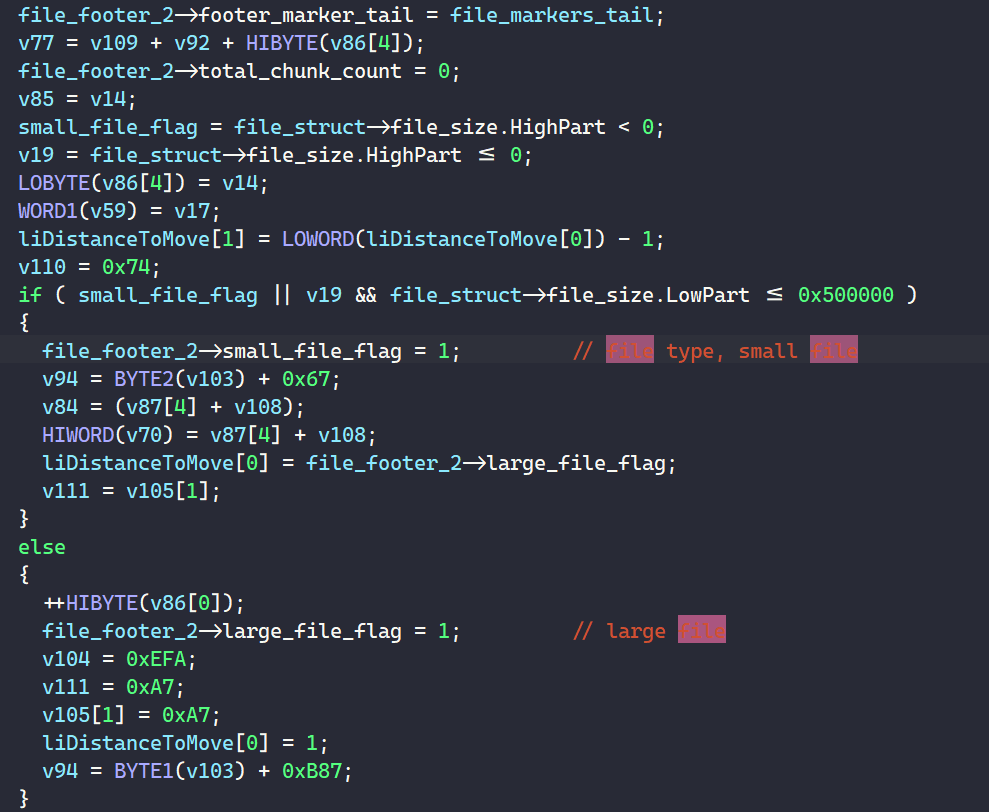 file_footer_2→footer_marker_tail = file_markers_tail;
v77 = v109 + v92 + HIBYTE(v86[4]);
file_footer_2→total_chunk_count = 0;
v85 = v14;
small_file_flag = file_struct→file_size.HighPart < 0;
v19 = file_struct→file_size.HighPart ≤ 0;
LOBYTE(v86[4]) = v14;
WORD1(v59) = v17;
liDistanceToMove[1] = LOWORD(liDistanceToMove[0]) - 1;
v110 = 0x74;
if ( small_file_flag || v19 && file_struct→file_size.LowPart ≤ 0x500000 )
{
file_footer_2→small_file_flag = 1; // file type, small file
v94 = BYTE2(v103) + 0x67;
v84 = (v87[4] + v108);
HIWORD(v70) = v87[4] + v108;
liDistanceToMove[0] = file_footer_2→large_file_flag;
v111 = v105[1];
}
else
{
++HIBYTE(v86[0]);
file_footer_2→large_file_flag = 1; // large file
v104 = 0xEFA;
v111 = 0xA7;
v105[1] = 0xA7;
liDistanceToMove[0] = 1;
v94 = BYTE1(v103) + 0xB87;
}